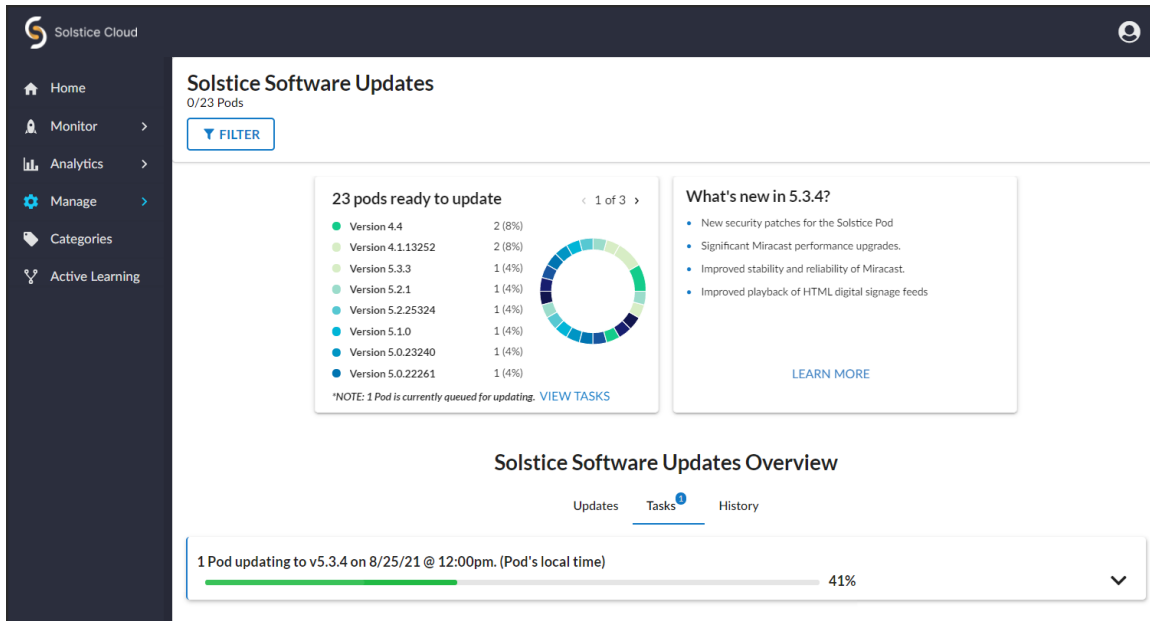 Solstice Cloud
Home
Monitor
Analytics
Manage
Categories
Active Learning
Solstice Software Updates
0/23 Pods
FILTER
23 pods ready to update
1 of 3
Version 4.4 2 (8%)
Version 4.1.13252 2 (8%)
Version 5.3.3 1 (4%)
Version 5.2.1 1 (4%)
Version 5.2.25324 1 (4%)
Version 5.1.0 1 (4%)
Version 5.0.23240 1 (4%)
Version 5.0.22261 1 (4%)
*NOTE: 1 Pod is currently queued for updating. VIEW TASKS
What's new in 5.3.4?
New security patches for the Solstice Pod
Significant Miracast performance upgrades.
Improved stability and reliability of Miracast.
Improved playback of HTML digital signage feeds
LEARN MORE
Solstice Software Updates Overview
Updates Tasks 1 History
1 Pod updating to v5.3.4 on 8/25/21 @ 12:00pm. (Pod's local time)
41%